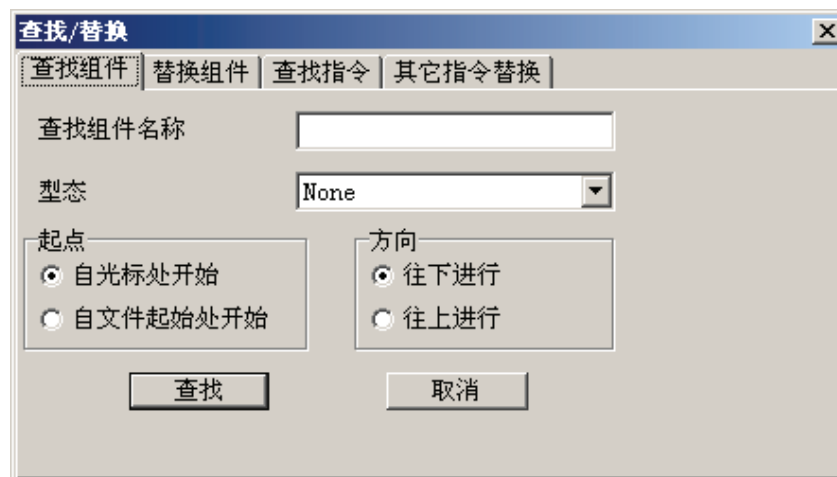 查找/替换
查找组件 替换组件 查找指令 其它指令替换
查找组件名称
型态 None
起点 方向
自光标处开始 往下进行
自文件起始处开始 往上进行
查找 取消